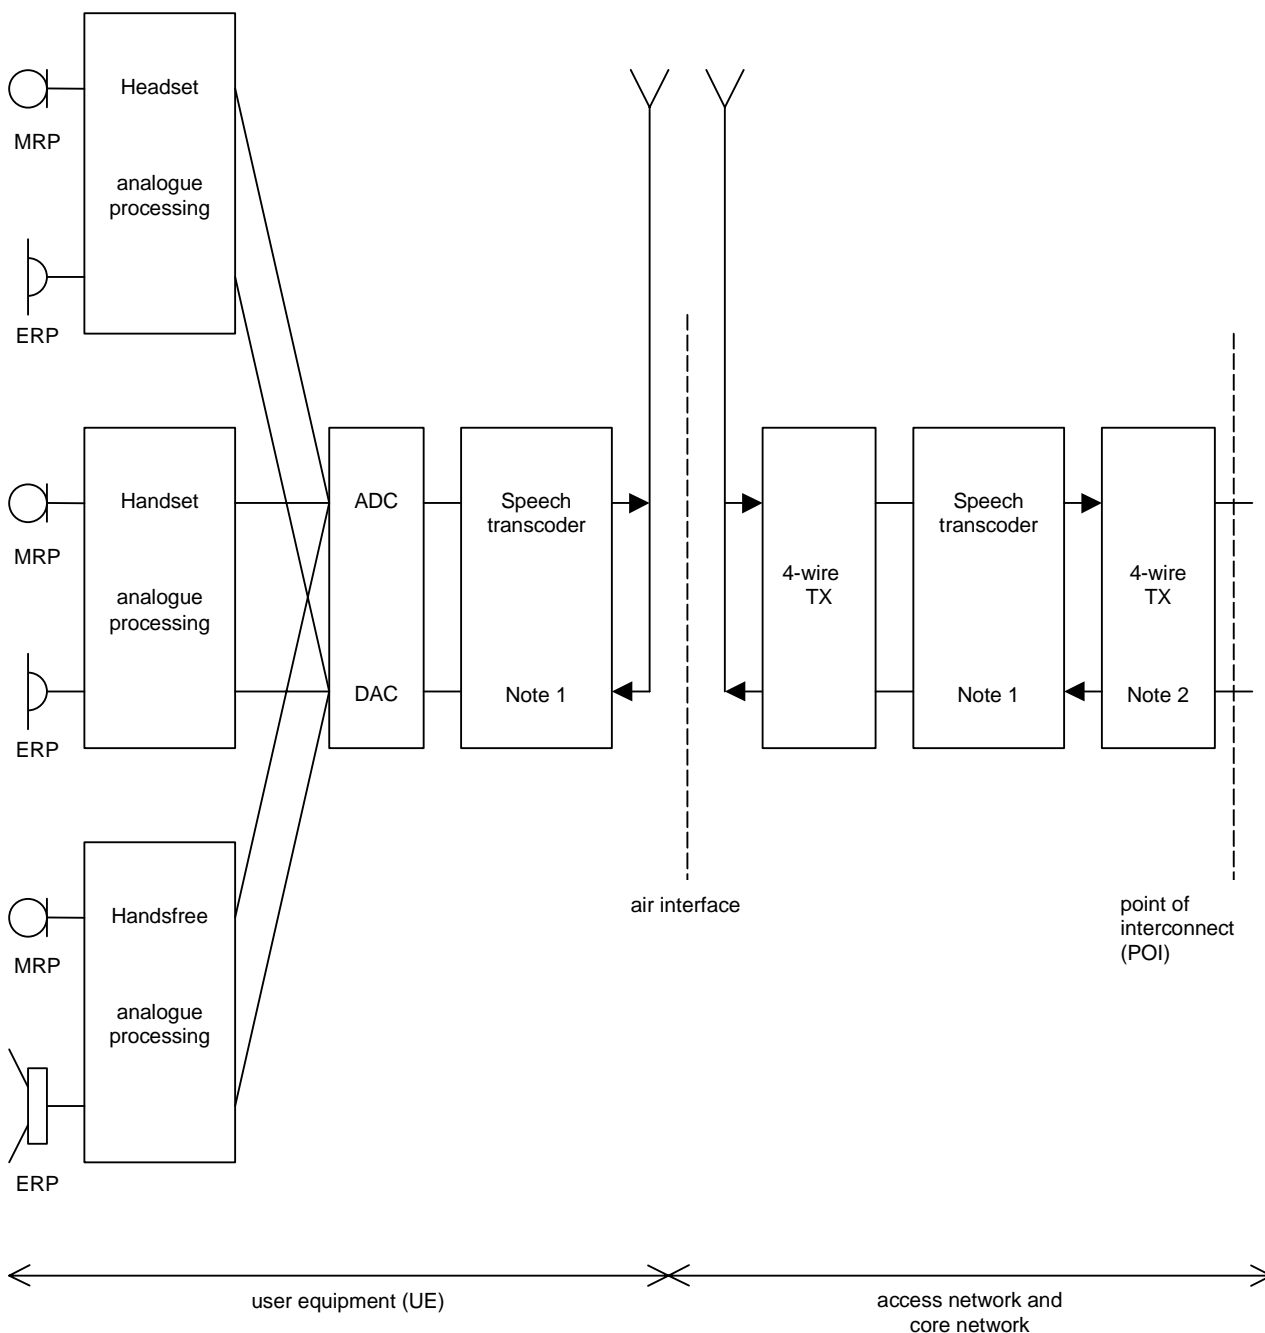 Headset
MRP
analogue
processing
ERP
Handset
MRP
analogue
processing
ERP
Handsfree
MRP
analogue
processing
ERP
ADC
DAC
Speech
transcoder
Note 1
air interface
4-wire
TX
Speech
transcoder
Note 1
4-wire
TX
Note 2
point of
interconnect
(POI)
user equipment (UE)
access network and
core network